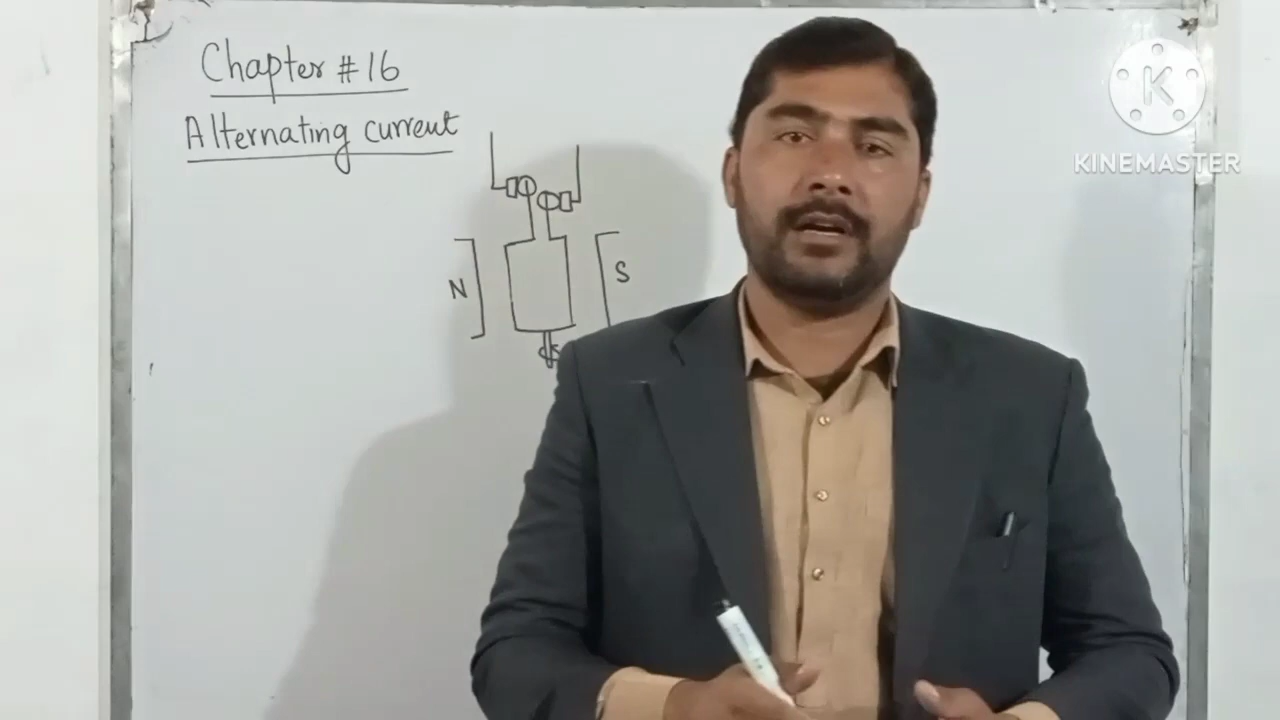 Chapter # 16
Alternating current
N
S
K
KINEMASTER